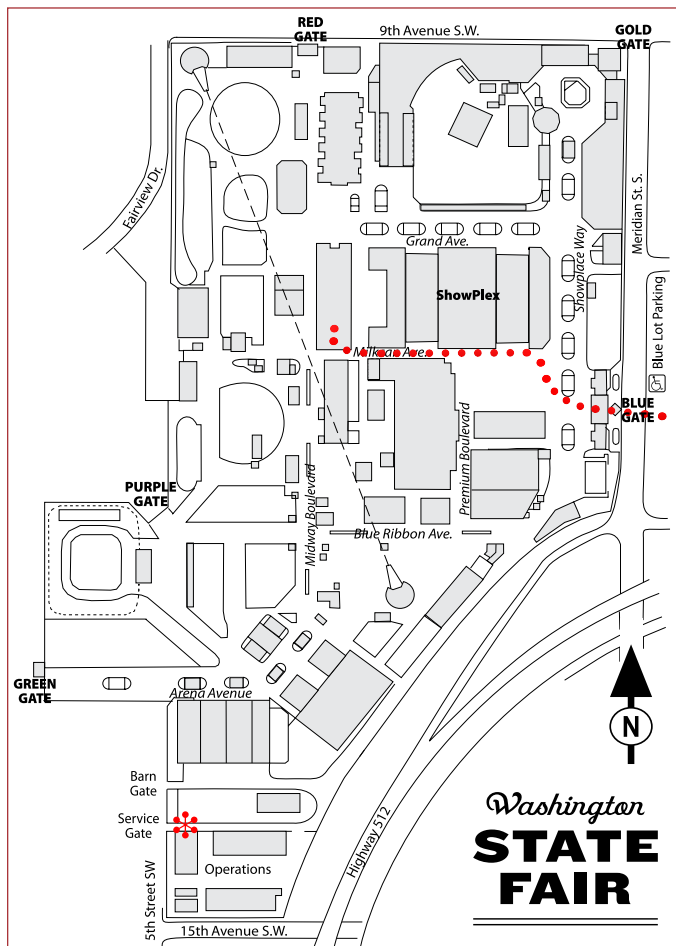 RED
GATE
9th Avenue S.W.
GOLD
GATE
Fairview Dr.
Meridian St. S.
Grand Ave.
Showplace Way
ShowPlex
Blue Lot Parking
Milkcan Ave.
BLUE
GATE
Premium Boulevard
PURPLE
GATE
Midway Boulevard
Blue Ribbon Ave.
GREEN
GATE
Arena Avenue
N
Barn
Gate
Service
Gate
Highway 512
Operations
5th Street SW
15th Avenue S.W.
Washington
STATE
FAIR